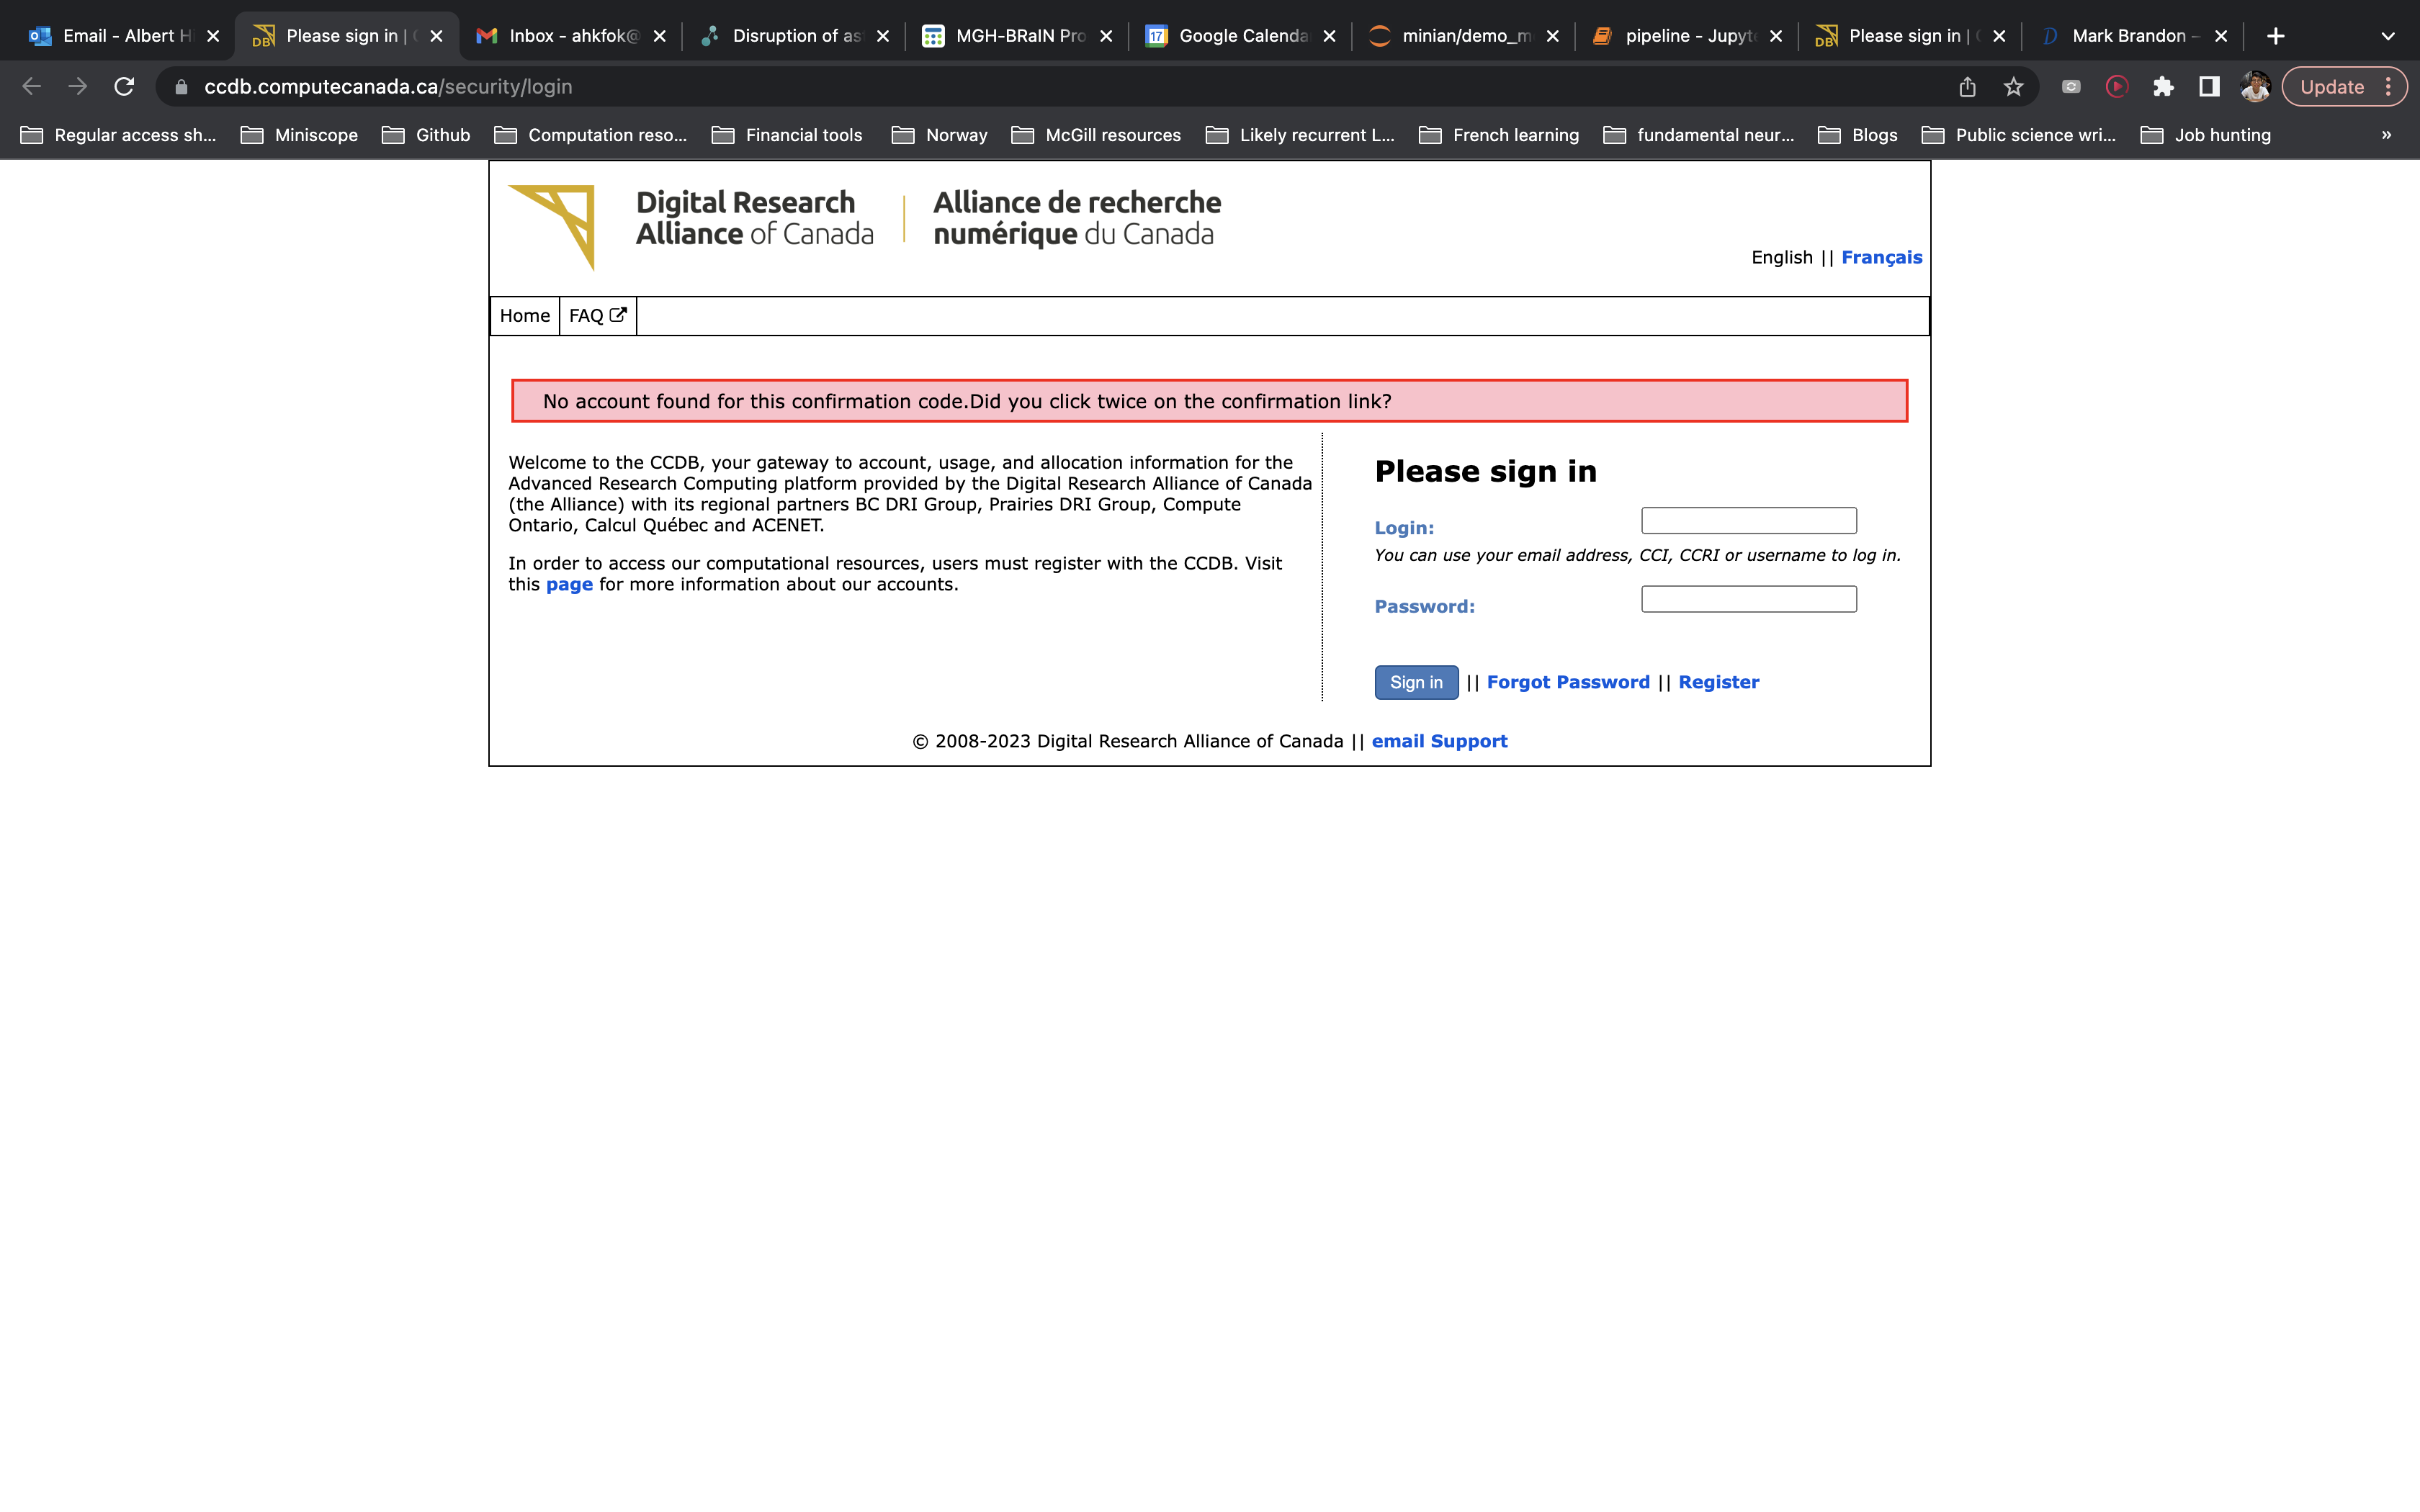 Email - Albert H
Please sign in |
Inbox - ahkfok@
Disruption of as
MGH-BRaIN Pro
17
Google Calenda
minian/demo_m
pipeline - Jupyt
Please sign in |
Mark Brandon –
ccdb.computecanada.ca/security/login
Update
Regular access sh...
Miniscope
Github
Computation reso...
Financial tools
Norway
McGill resources
Likely recurrent L...
French learning
fundamental neur...
Blogs
Public science wri...
Job hunting
»
Digital Research
Alliance of Canada
Alliance de recherche
numérique du Canada
English || Français
Home
FAQ
No account found for this confirmation code.Did you click twice on the confirmation link?
Welcome to the CCDB, your gateway to account, usage, and allocation information for the
Advanced Research Computing platform provided by the Digital Research Alliance of Canada
(the Alliance) with its regional partners BC DRI Group, Prairies DRI Group, Compute
Ontario, Calcul Québec and ACENET.
In order to access our computational resources, users must register with the CCDB. Visit
this page for more information about our accounts.
Please sign in
Login:
You can use your email address, CCI, CCRI or username to log in.
Password:
Sign in || Forgot Password || Register
© 2008-2023 Digital Research Alliance of Canada || email Support